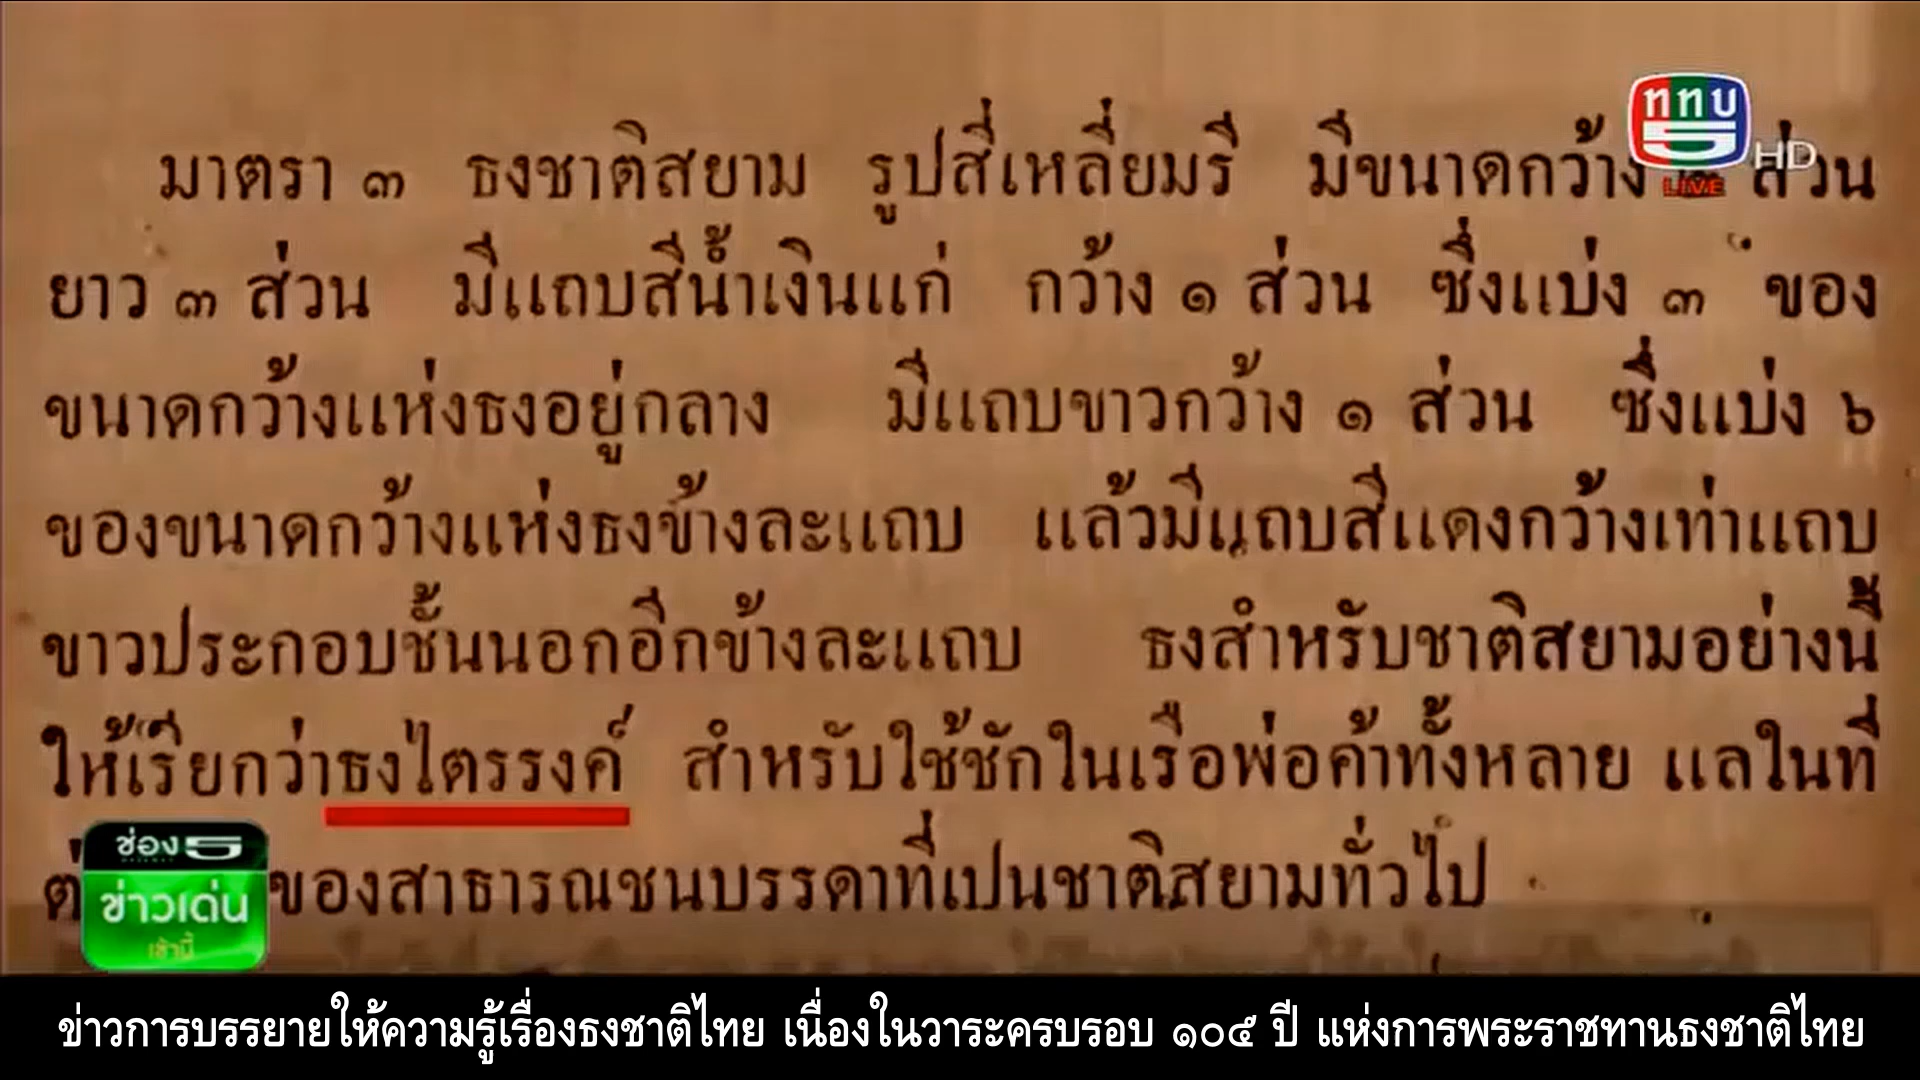 ททบ
5 HD
LIVE
มาตรา ๓ ธงชาติสยาม รูปสี่เหลี่ยมรี มีขนาดกว้าง ส่วน
ยาว ๓ ส่วน มีแถบสีน้ำเงินแก่ กว้าง ๑ ส่วน ซึ่งแบ่ง ๓ ของ
ขนาดกว้างแห่งธงอยู่กลาง มีแถบขาวกว้าง ๑ ส่วน ซึ่งแบ่ง ๖
ของขนาดกว้างแห่งธงข้างละแถบ แล้วมีแถบสีแดงกว้างเท่าแถบ
ขาวประกอบชั้นนอกอีกข้างละแถบ ธงสำหรับชาติสยามอย่างนี้
ให้เรียกว่าธงไตรรงค์ สำหรับใช้ชักในเรือพ่อค้าทั้งหลาย แลในที่
ของสาธารณชนบรรดาที่เปนชาติสยามทั่วไป
ช่อง 5
ข่าวเด่น
เช้านี้
ข่าวการบรรยายให้ความรู้เรื่องธงชาติไทย เนื่องในวาระครบรอบ ๑๐๕ ปี แห่งการพระราชทานธงชาติไทย